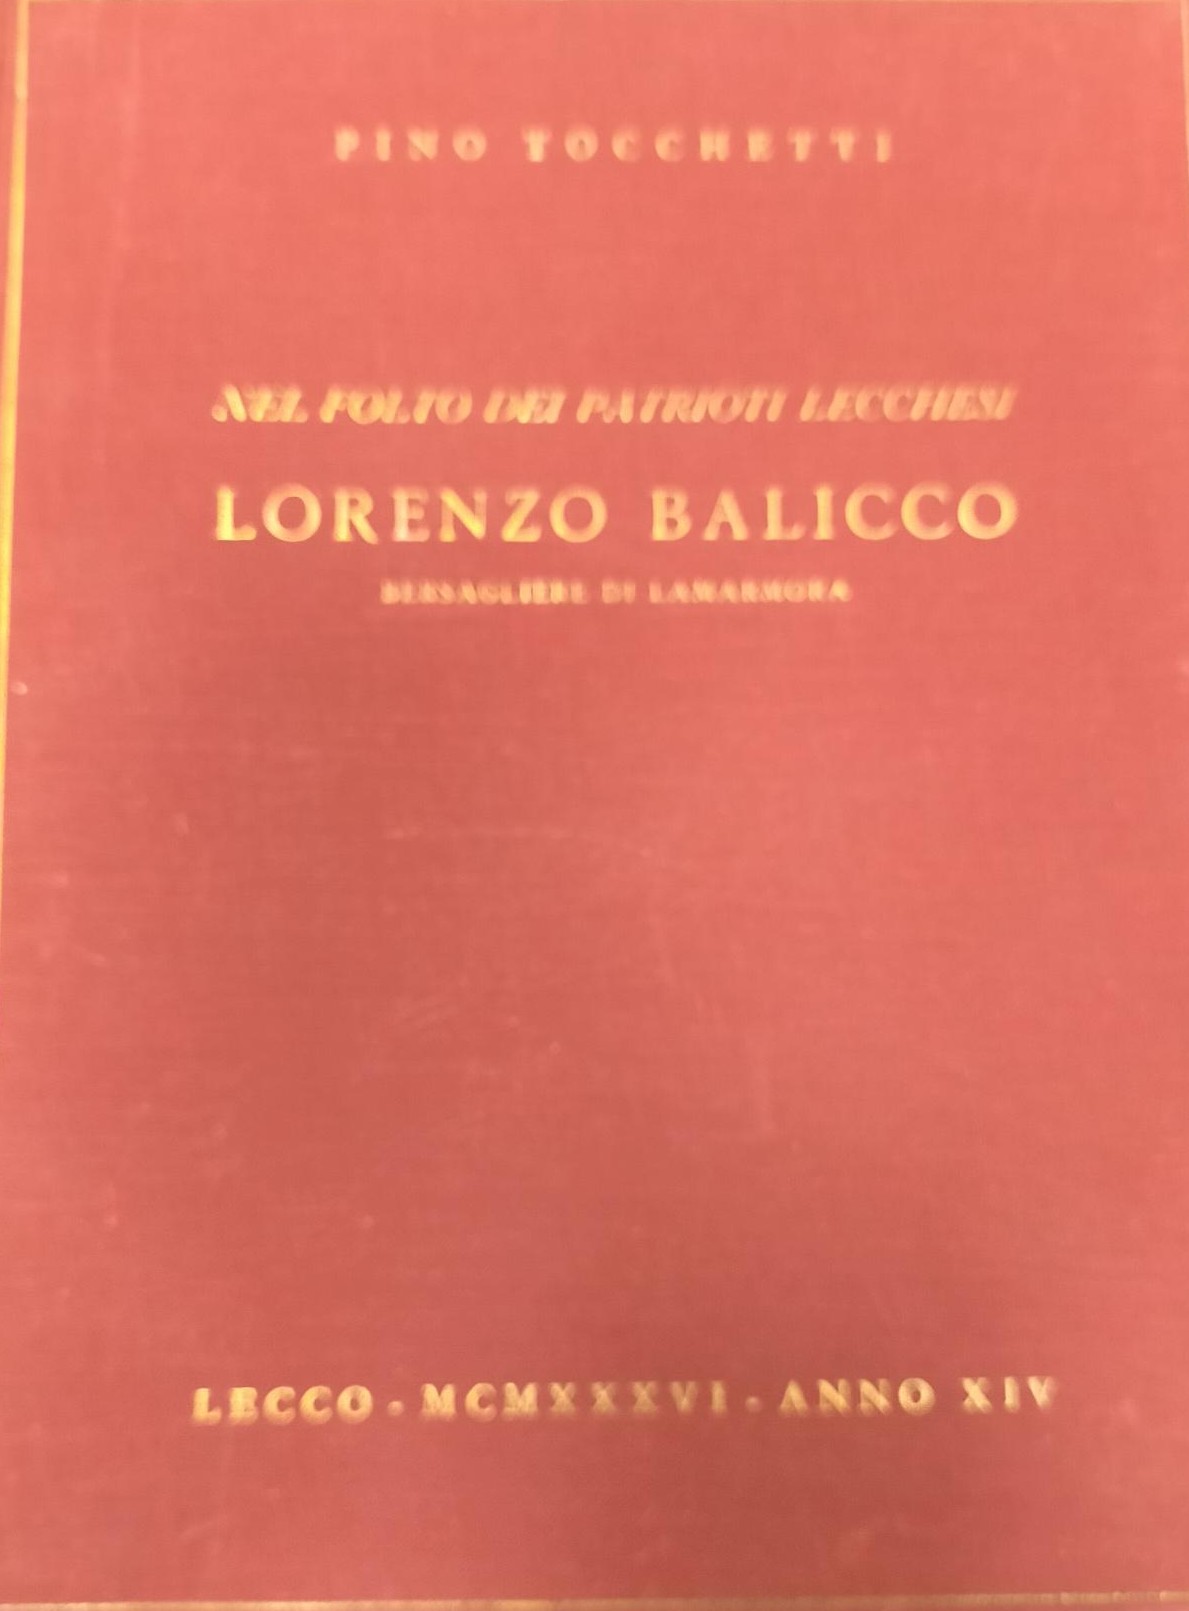 PINO TOCCHETTI
NEL FOLTO DEI PATRIOTI LECCHESI
LORENZO BALICCO
BERSAGLIERE DI LAMARMORA
LECCO - MCMXXXVI - ANNO XIV